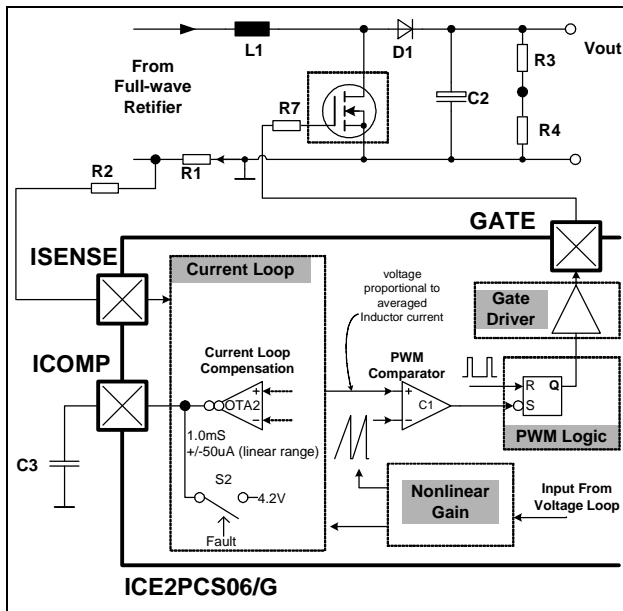 L1
D1
Vout
From
Full-wave
Retifier
R7
C2
R3
R4
R2
R1
GATE
ISENSE
Current Loop
voltage
proportional to
averaged
Inductor current
Gate
Driver
ICOMP
Current Loop
Compensation
PWM
Comparator
OTA2
+
-
+
C1
-
R
Q
S
1.0mS
+/-50uA (linear range)
PWM Logic
C3
S2
4.2V
Fault
Nonlinear
Gain
Input From
Voltage Loop
ICE2PCS06/G